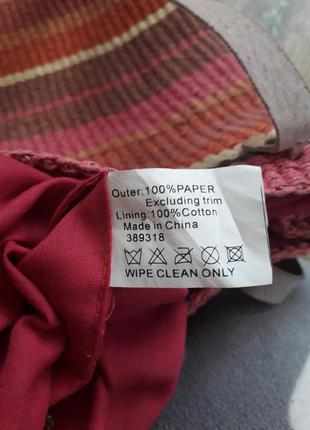 Outer:100%PAPER
Excluding trim
Lining:100%Cotton
Made in China
389318
WIPE CLEAN ONLY